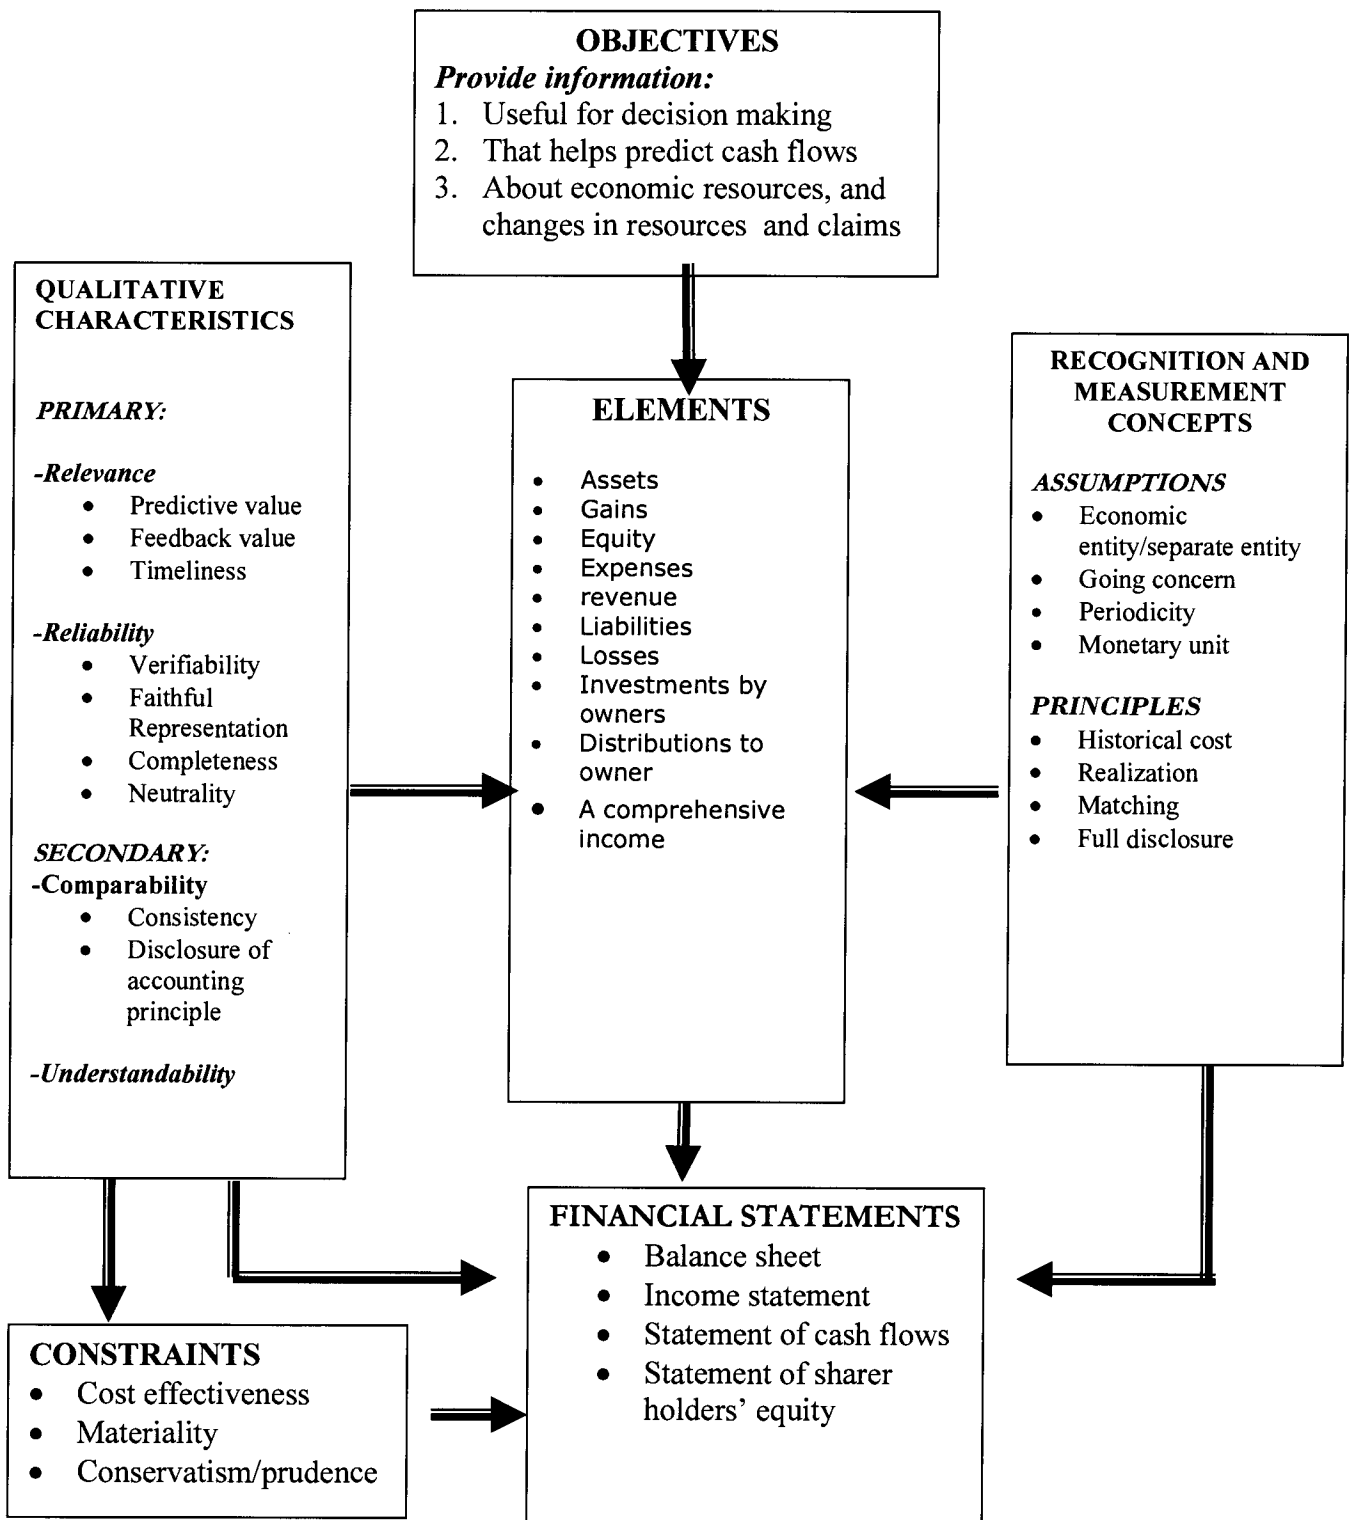 OBJECTIVES
Provide information:
1. Useful for decision making
2. That helps predict cash flows
3. About economic resources, and
changes in resources and claims
QUALITATIVE
CHARACTERISTICS
PRIMARY:
-Relevance
• Predictive value
• Feedback value
• Timeliness
-Reliability
• Verifiability
• Faithful
Representation
• Completeness
• Neutrality
SECONDARY:
-Comparability
• Consistency
• Disclosure of
accounting
principle
-Understandability
ELEMENTS
• Assets
• Gains
• Equity
• Expenses
• revenue
• Liabilities
• Losses
• Investments by
owners
• Distributions to
owner
• A comprehensive
income
RECOGNITION AND
MEASUREMENT
CONCEPTS
ASSUMPTIONS
• Economic
entity/separate entity
• Going concern
• Periodicity
• Monetary unit
PRINCIPLES
• Historical cost
• Realization
• Matching
• Full disclosure
FINANCIAL STATEMENTS
• Balance sheet
• Income statement
• Statement of cash flows
• Statement of sharer
holders’ equity
CONSTRAINTS
• Cost effectiveness
• Materiality
• Conservatism/prudence